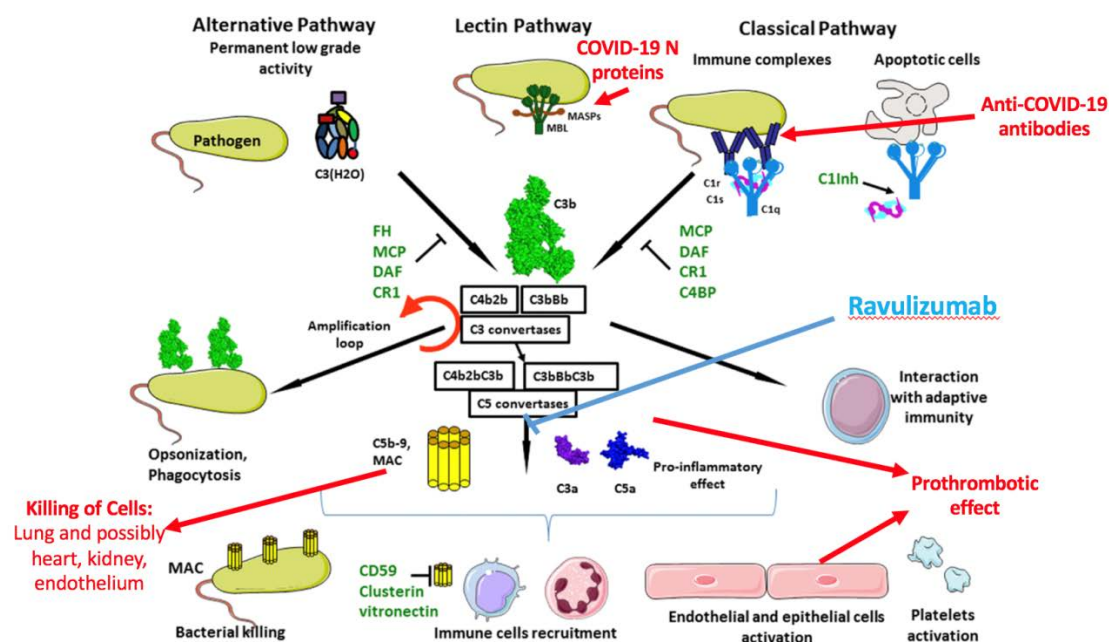 Alternative Pathway
Permanent low grade
activity
Pathogen
C3(H2O)
Lectin Pathway
COVID-19 N
proteins
MASPs
MBL
Classical Pathway
Immune complexes
Apoptotic cells
Anti-COVID-19
antibodies
C1r
C1s
C1q
C1Inh
C3b
FH
MCP
DAF
CR1
MCP
DAF
CR1
C4BP
C4b2b
C3bBb
C3 convertases
Amplification
loop
C4b2bC3b
C3bBbC3b
C5 convertases
Ravulizumab
Interaction
with adaptive
immunity
Opsonization,
Phagocytosis
C5b-9,
MAC
C3a
C5a
Pro-inflammatory
effect
Prothrombotic
effect
Killing of Cells:
Lung and possibly
heart, kidney,
endothelium
MAC
Bacterial killing
CD59
Clusterin
vitronectin
Immune cells recruitment
Endothelial and epithelial cells
activation
Platelets
activation